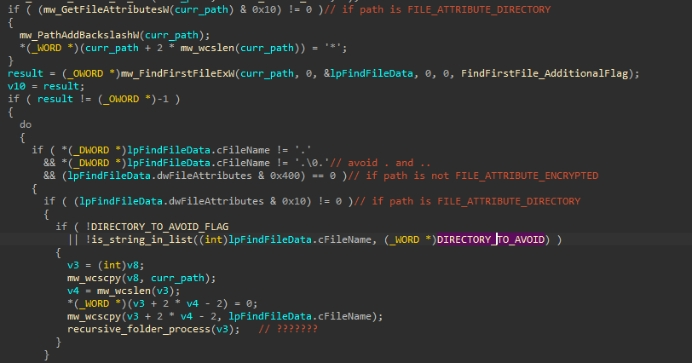 if ( (mw_GetFileAttributesW(curr_path) & 0x10) != 0 )// if path is FILE_ATTRIBUTE_DIRECTORY
{
mw_PathAddBackslashW(curr_path);
*(_WORD *)(curr_path + 2 * mw_wcslen(curr_path)) = '*';
}
result = (_OWORD *)mw_FindFirstFileExW(curr_path, 0, &lpFindFileData, 0, 0, FindFirstFile_AdditionalFlag);
v10 = result;
if ( result != (_OWORD *)-1 )
{
do
{
if ( *(_DWORD *)lpFindFileData.cFileName != '.'
&& *(_DWORD *)lpFindFileData.cFileName != '.\0.'// avoid . and ..
&& (lpFindFileData.dwFileAttributes & 0x400) == 0 )// if path is not FILE_ATTRIBUTE_ENCRYPTED
{
if ( (lpFindFileData.dwFileAttributes & 0x10) != 0 )// if path is FILE_ATTRIBUTE_DIRECTORY
{
if ( !DIRECTORY_TO_AVOID_FLAG
|| !is_string_in_list((int)lpFindFileData.cFileName, (_WORD *)DIRECTORY_TO_AVOID) )
{
v3 = (int)v8;
mw_wcscpy(v8, curr_path);
v4 = mw_wcslen(v3);
*(_WORD *)(v3 + 2 * v4 - 2) = 0;
mw_wcscpy(v3 + 2 * v4 - 2, lpFindFileData.cFileName);
recursive_folder_process(v3); // ???????
}
}